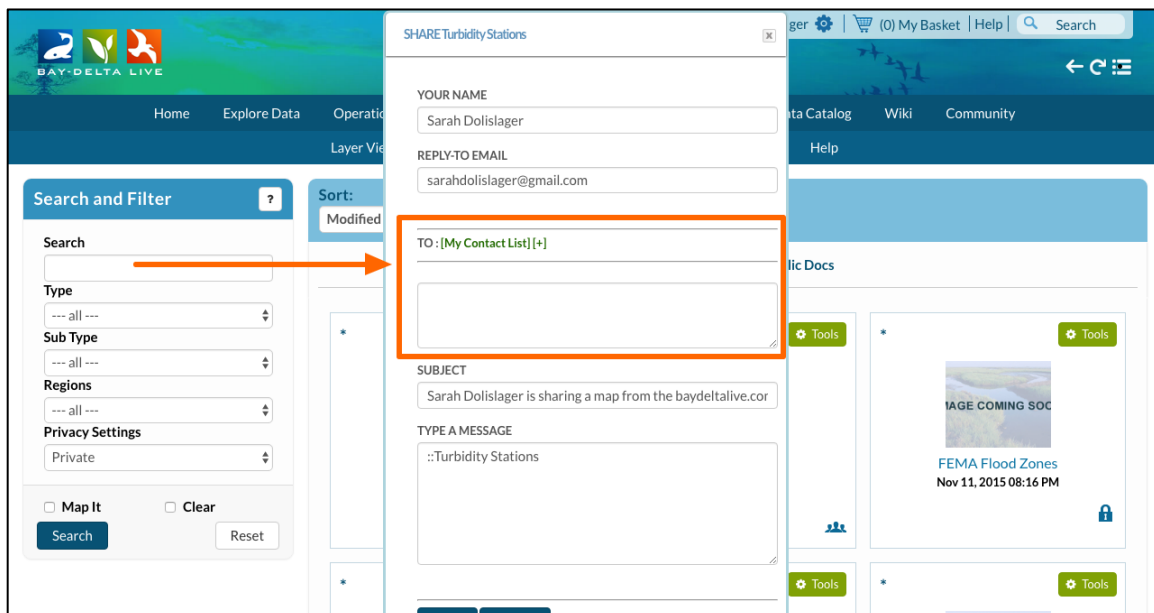 BAY-DELTA LIVE
ger | (0) My Basket | Help | Search
Home Explore Data Operatio ata Catalog Wiki Community
Layer Vie Help
SHARE Turbidity Stations
x
YOUR NAME
Sarah Dolislager
REPLY-TO EMAIL
sarahdolislager@gmail.com
TO : [My Contact List] [+]
SUBJECT
Sarah Dolislager is sharing a map from the baydeltalive.cor
TYPE A MESSAGE
::Turbidity Stations
Search and Filter ?
Search
Type
--- all ---
Sub Type
--- all ---
Regions
--- all ---
Privacy Settings
Private
Map It Clear
Search Reset
Sort:
Modified
lic Docs
* Tools
* Tools
IMAGE COMING SOO
FEMA Flood Zones
Nov 11, 2015 08:16 PM
* Tools
* Tools